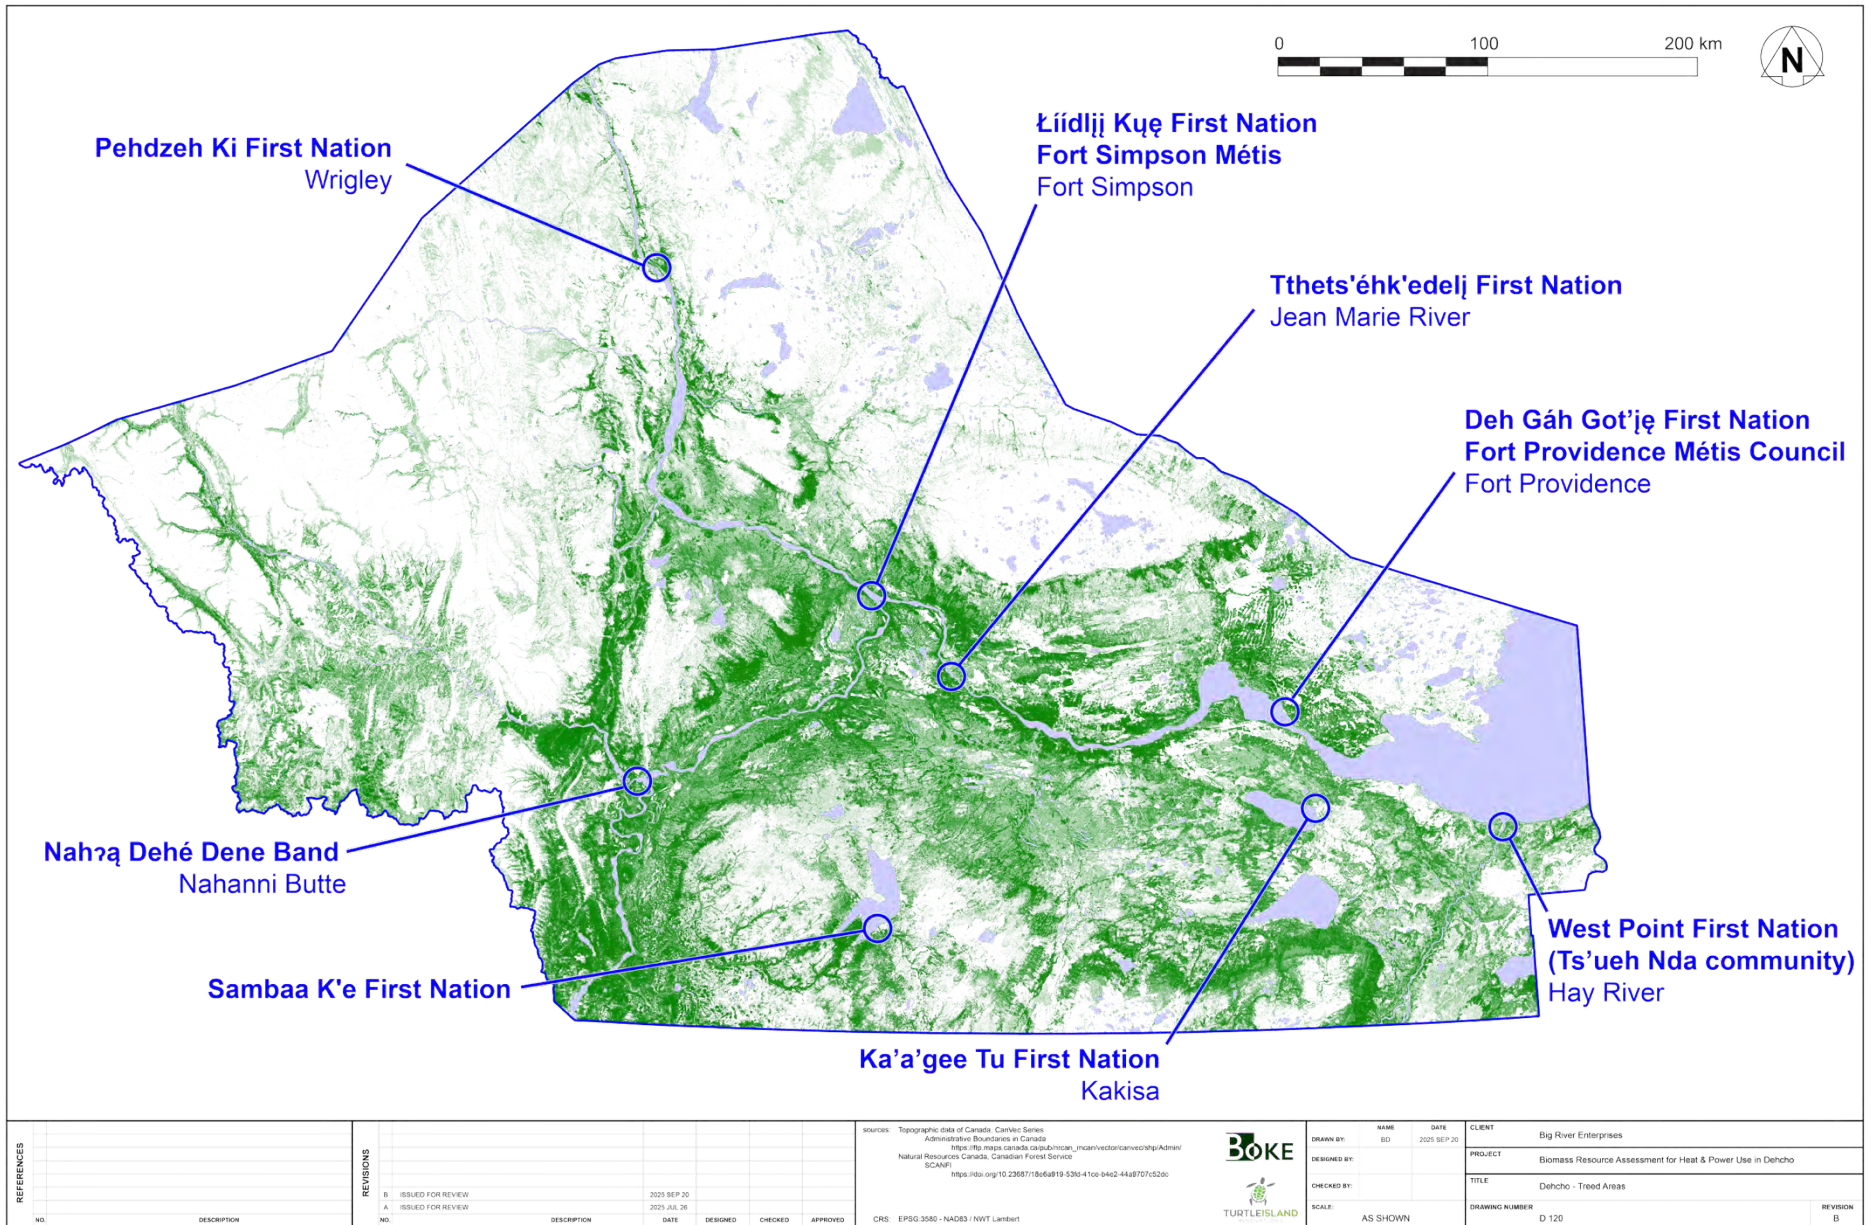 0 100 200 km
N
Pehdzeh Ki First Nation
Wrigley
Łíídlįį Kųę First Nation
Fort Simpson Métis
Fort Simpson
Tthets'éhk'edelį First Nation
Jean Marie River
Deh Gáh Got’įę First Nation
Fort Providence Métis Council
Fort Providence
Nahɂą Dehé Dene Band
Nahanni Butte
Sambaa K'e First Nation
Ka’a’gee Tu First Nation
Kakisa
West Point First Nation
(Ts’ueh Nda community)
Hay River
REFERENCES
NO. DESCRIPTION
REVISIONS
B ISSUED FOR REVIEW 2025 SEP 20
A ISSUED FOR REVIEW 2025 JUL 26
NO. DESCRIPTION DATE DESIGNED CHECKED APPROVED
sources: Topographic data of Canada, CanVec Series
Administrative Boundaries in Canada
Natural Resources Canada, Canadian Forest Service
SCANFI
CRS: EPSG:3580 - NAD83 / NWT Lambert
BOKE
TURTLEISLAND
NAME DATE
DRAWN BY: BD 2025 SEP 20
DESIGNED BY:
CHECKED BY:
SCALE: AS SHOWN
CLIENT
Big River Enterprises
PROJECT
Biomass Resource Assessment for Heat & Power Use in Dehcho
TITLE
Dehcho - Treed Areas
DRAWING NUMBER
D 120
REVISION
B